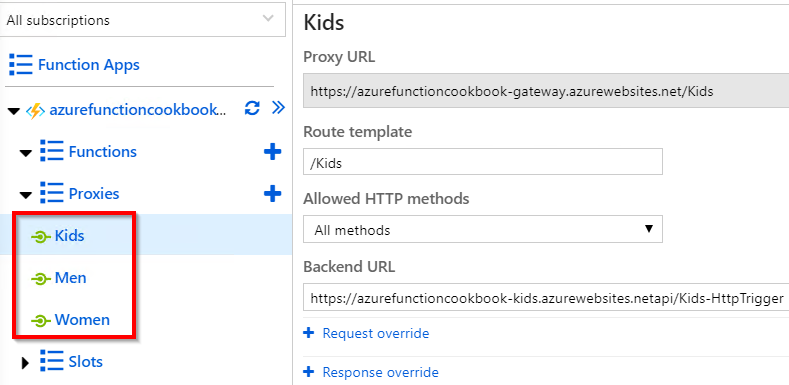 All subscriptions
Function Apps
azurefunctioncookbook...
Functions
Proxies
Kids
Men
Women
Slots
Kids
Proxy URL
https://azurefunctioncookbook-gateway.azurewebsites.net/Kids
Route template
/Kids
Allowed HTTP methods
All methods
Backend URL
https://azurefunctioncookbook-kids.azurewebsites.netapi/Kids-HttpTrigger
Request override
Response override